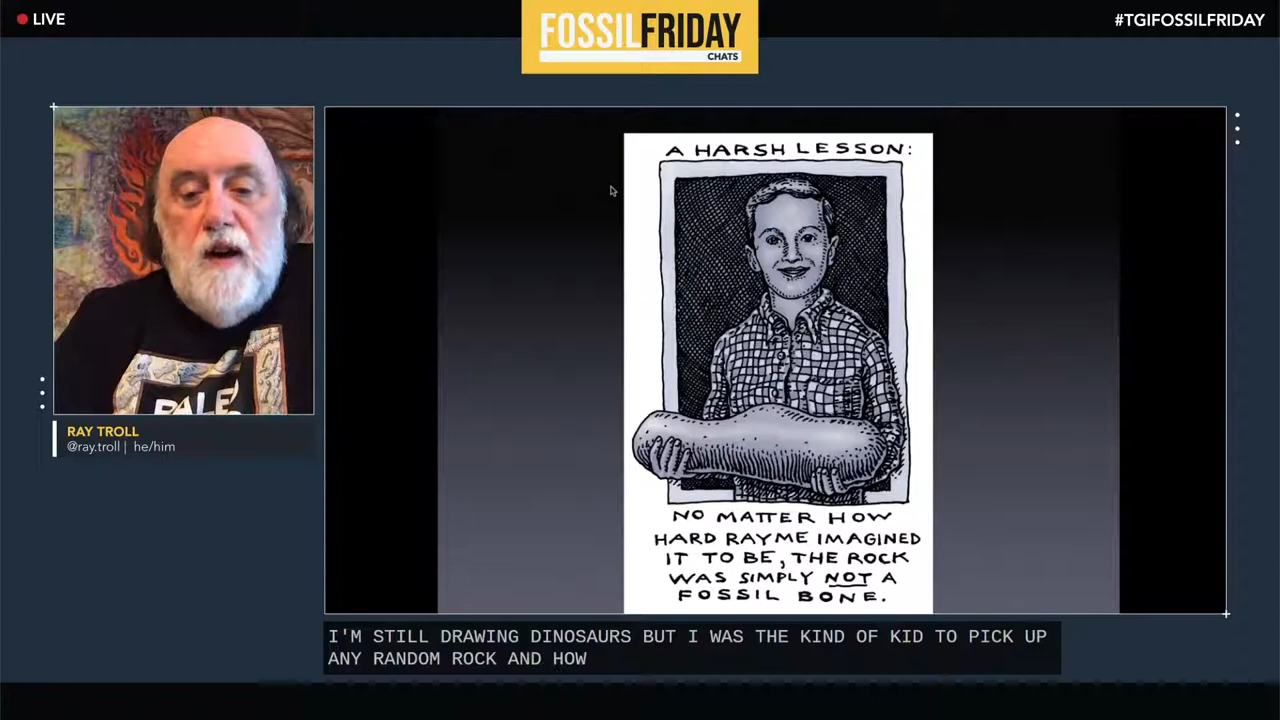 LIVE
FOSSILFRIDAY
CHATS
#TGIFOSSILFRIDAY
A HARSH LESSON:
NO MATTER HOW
HARD RAYME IMAGINED
IT TO BE, THE ROCK
WAS SIMPLY NOT A
FOSSIL BONE.
RAY TROLL
@ray.troll | he/him
I'M STILL DRAWING DINOSAURS BUT I WAS THE KIND OF KID TO PICK UP
ANY RANDOM ROCK AND HOW